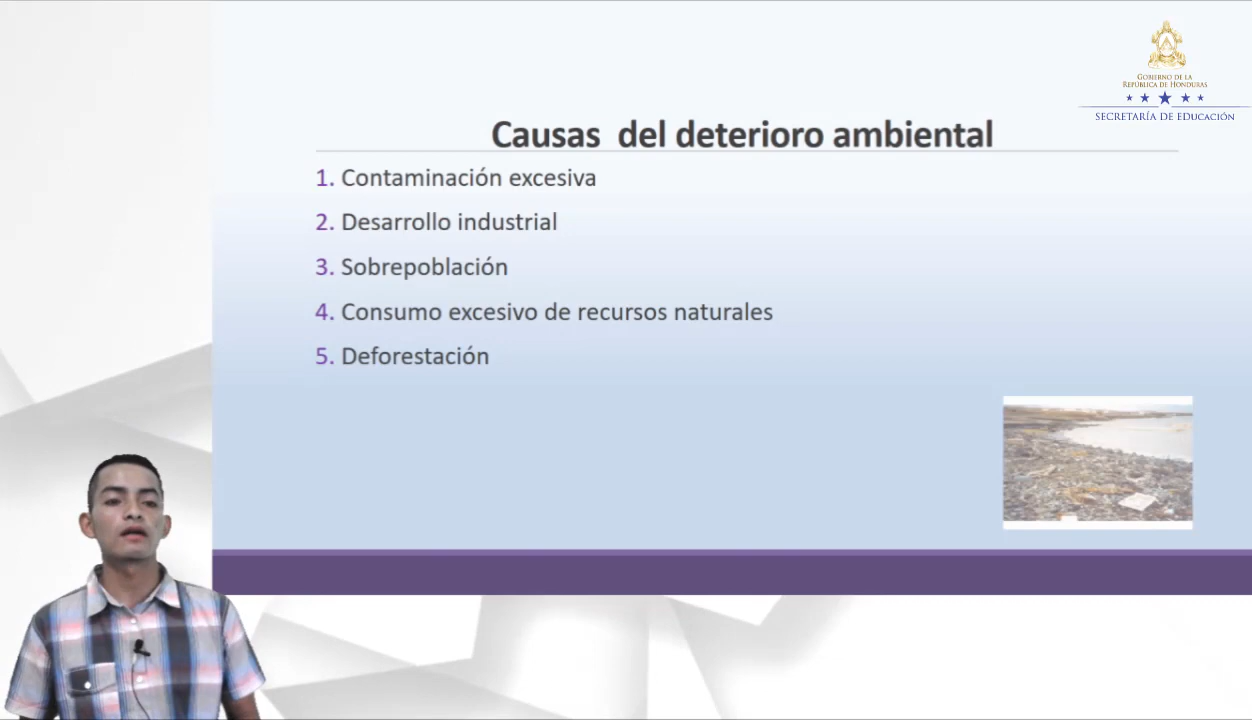 GOBIERNO DE LA
REPÚBLICA DE HONDURAS
SECRETARÍA DE EDUCACIÓN
Causas del deterioro ambiental
1. Contaminación excesiva
2. Desarrollo industrial
3. Sobrepoblación
4. Consumo excesivo de recursos naturales
5. Deforestación